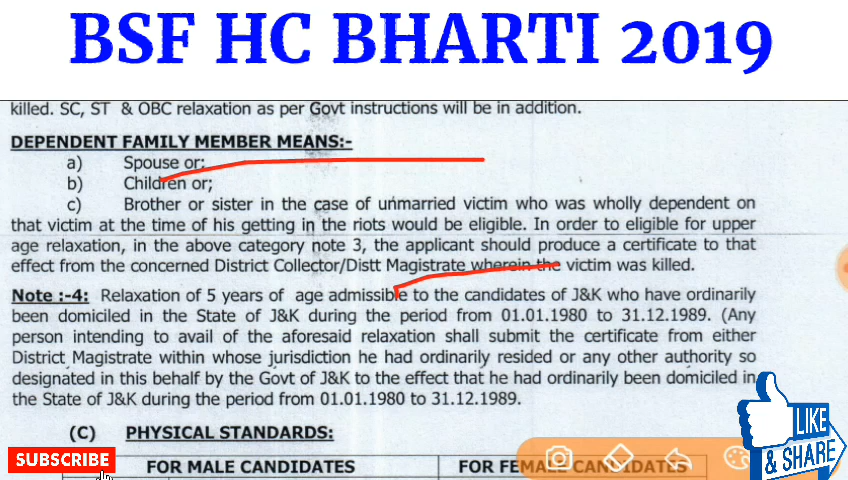 BSF HC BHARTI 2019
killed. SC, ST & OBC relaxation as per Govt instructions will be in addition.
DEPENDENT FAMILY MEMBER MEANS:-
a) Spouse or;
b) Children or;
c) Brother or sister in the case of unmarried victim who was wholly dependent on
that victim at the time of his getting in the riots would be eligible. In order to eligible for upper
age relaxation, in the above category note 3, the applicant should produce a certificate to that
effect from the concerned District Collector/Distt Magistrate wherein the victim was killed.
Note :-4: Relaxation of 5 years of age admissible to the candidates of J&K who have ordinarily
been domiciled in the State of J&K during the period from 01.01.1980 to 31.12.1989. (Any
person intending to avail of the aforesaid relaxation shall submit the certificate from either
District Magistrate within whose jurisdiction he had ordinarily resided or any other authority so
designated in this behalf by the Govt of J&K to the effect that he had ordinarily been domiciled in
the State of J&K during the period from 01.01.1980 to 31.12.1989.
(C) PHYSICAL STANDARDS:
FOR MALE CANDIDATES FOR FEMALE CANDIDATES
SUBSCRIBE
LIKE
& SHARE